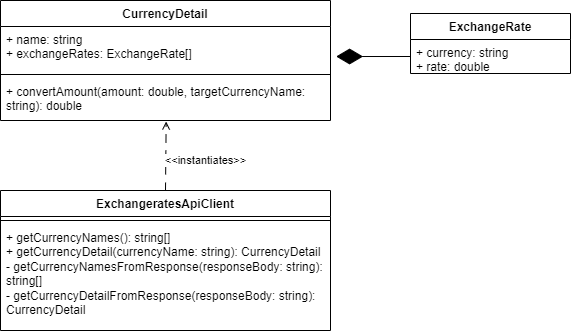 CurrencyDetail
+ name: string
+ exchangeRates: ExchangeRate[]
+ convertAmount(amount: double, targetCurrencyName:
string): double
ExchangeRate
+ currency: string
+ rate: double
<<instantiates>>
ExchangeratesApiClient
+ getCurrencyNames(): string[]
+ getCurrencyDetail(currencyName: string): CurrencyDetail
- getCurrencyNamesFromResponse(responseBody: string):
string[]
- getCurrencyDetailFromResponse(responseBody: string):
CurrencyDetail